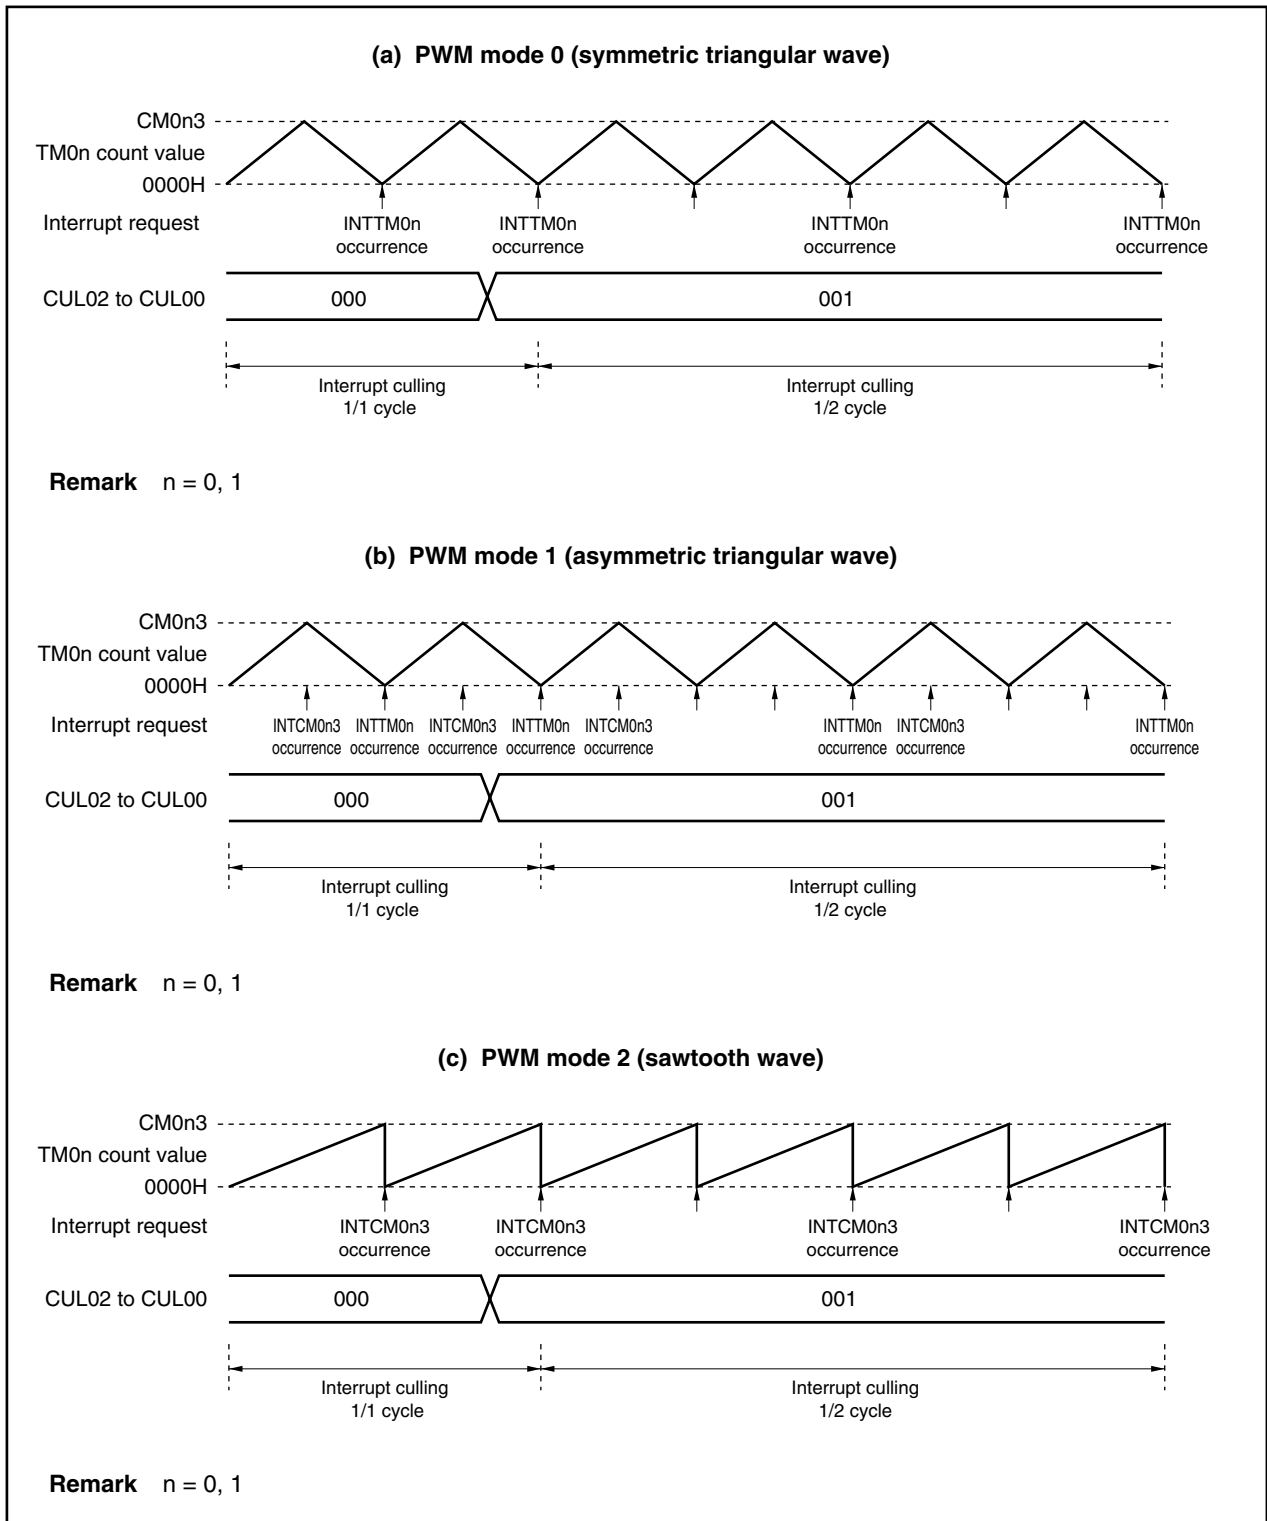 (a) PWM mode 0 (symmetric triangular wave)
CM0n3
TM0n count value
0000H
Interrupt request
INTTM0n occurrence
INTTM0n occurrence
INTTM0n occurrence
INTTM0n occurrence
CUL02 to CUL00
000
001
Interrupt culling
1/1 cycle
Interrupt culling
1/2 cycle
Remark n = 0, 1
(b) PWM mode 1 (asymmetric triangular wave)
CM0n3
TM0n count value
0000H
Interrupt request
INTCM0n3 occurrence
INTTM0n occurrence
INTCM0n3 occurrence
INTTM0n occurrence
INTCM0n3 occurrence
INTTM0n occurrence
INTCM0n3 occurrence
INTTM0n occurrence
CUL02 to CUL00
000
001
Interrupt culling
1/1 cycle
Interrupt culling
1/2 cycle
Remark n = 0, 1
(c) PWM mode 2 (sawtooth wave)
CM0n3
TM0n count value
0000H
Interrupt request
INTCM0n3 occurrence
INTCM0n3 occurrence
INTCM0n3 occurrence
INTCM0n3 occurrence
CUL02 to CUL00
000
001
Interrupt culling
1/1 cycle
Interrupt culling
1/2 cycle
Remark n = 0, 1